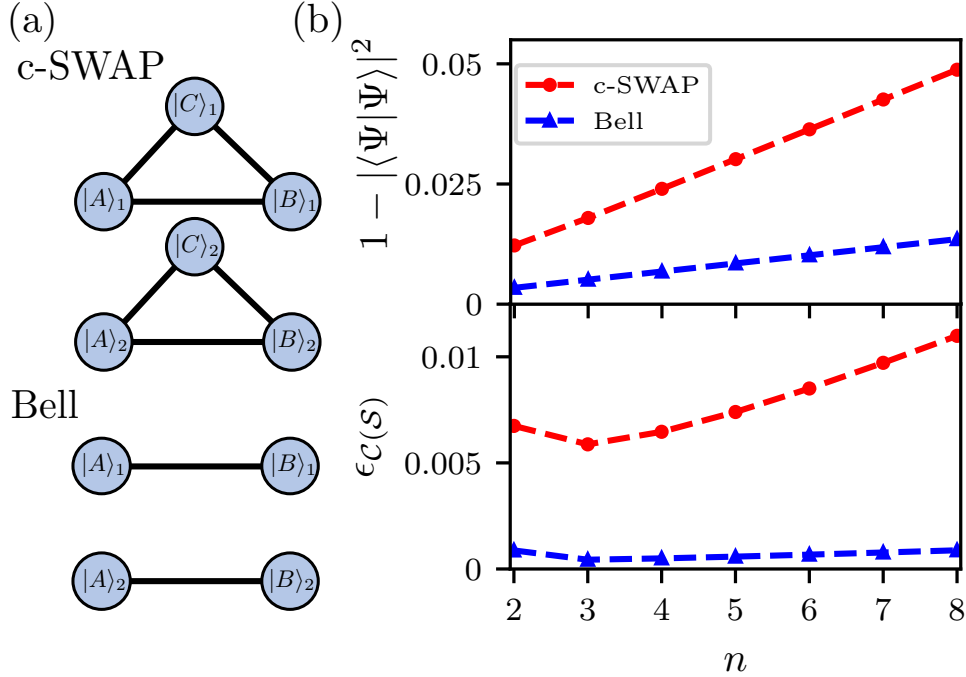 (a)
c-SWAP
|C⟩₁
|A⟩₁
|B⟩₁
|C⟩₂
|A⟩₂
|B⟩₂
Bell
|A⟩₁
|B⟩₁
|A⟩₂
|B⟩₂
(b)
1 − |⟨Ψ|Ψ⟩|²
0.05
0.025
0
c-SWAP
Bell
ϵ_{𝒞(𝒮)}
0.01
0.005
0
2 3 4 5 6 7 8
n